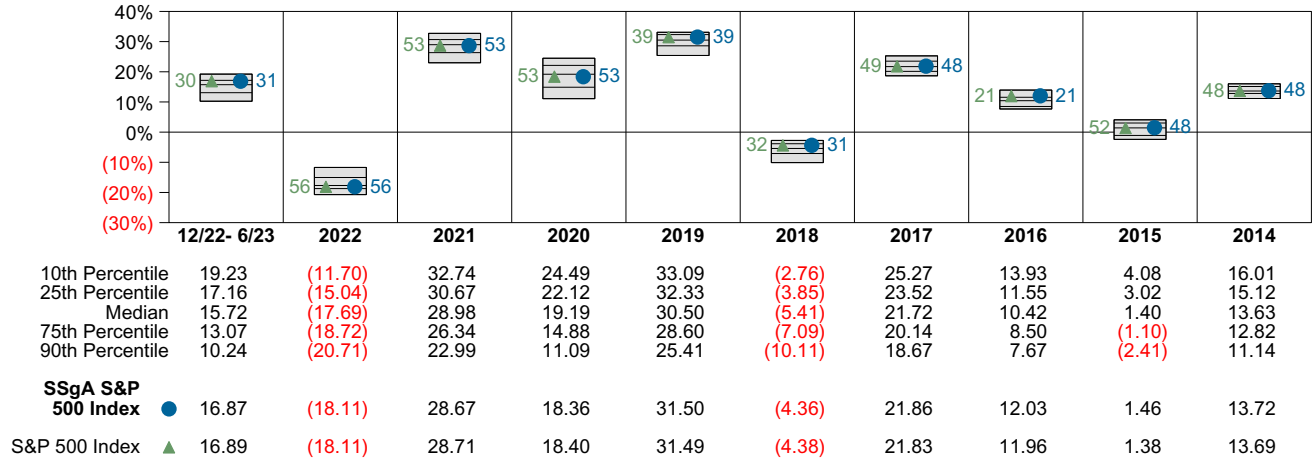 40%
30%
20%
10%
0%
(10%)
(20%)
(30%)
30 31
56 56
53 53
53 53
39 39
32 31
49 48
21 21
52 48
48 48
12/22- 6/23 2022 2021 2020 2019 2018 2017 2016 2015 2014
10th Percentile 19.23 (11.70) 32.74 24.49 33.09 (2.76) 25.27 13.93 4.08 16.01
25th Percentile 17.16 (15.04) 30.67 22.12 32.33 (3.85) 23.52 11.55 3.02 15.12
Median 15.72 (17.69) 28.98 19.19 30.50 (5.41) 21.72 10.42 1.40 13.63
75th Percentile 13.07 (18.72) 26.34 14.88 28.60 (7.09) 20.14 8.50 (1.10) 12.82
90th Percentile 10.24 (20.71) 22.99 11.09 25.41 (10.11) 18.67 7.67 (2.41) 11.14
SSgA S&P
500 Index 16.87 (18.11) 28.67 18.36 31.50 (4.36) 21.86 12.03 1.46 13.72
S&P 500 Index 16.89 (18.11) 28.71 18.40 31.49 (4.38) 21.83 11.96 1.38 13.69